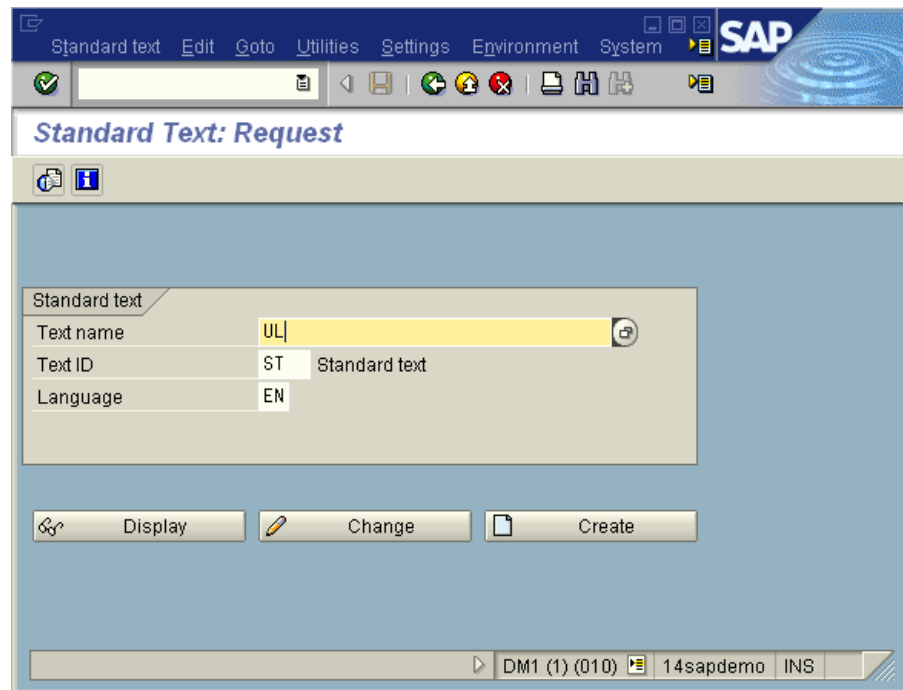 Standard text Edit Goto Utilities Settings Environment System
SAP
Standard Text: Request
Standard text
Text name UL
Text ID ST Standard text
Language EN
Display Change Create
DM1 (1) (010) 14sapdemo INS